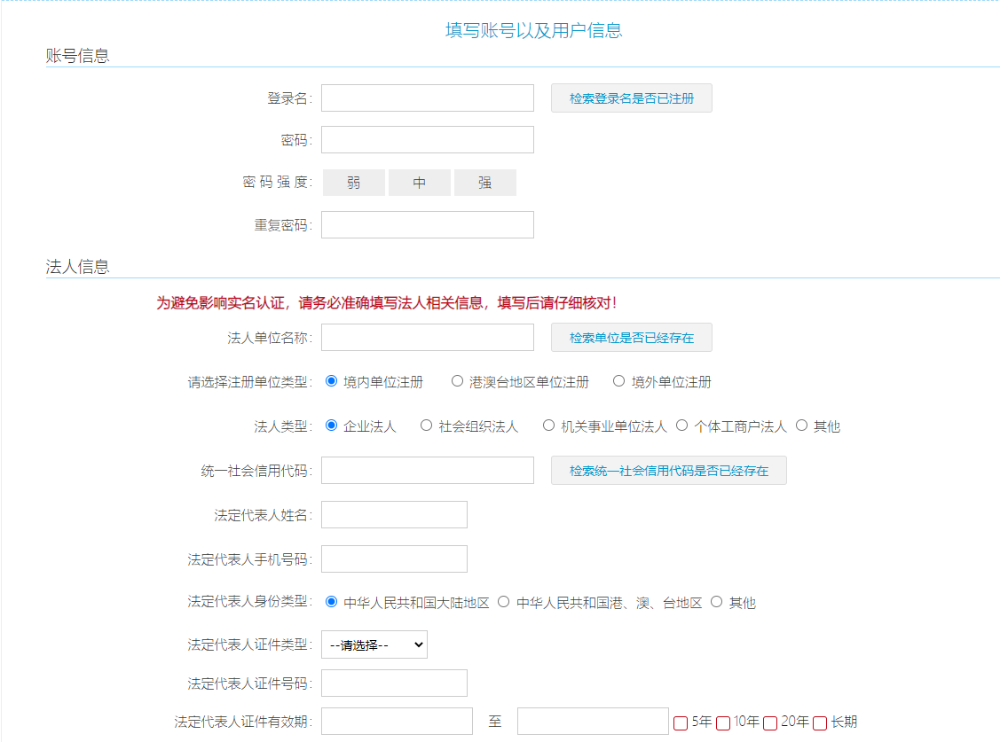 填写账号以及用户信息
账号信息
登录名： 检索登录名是否已注册
密码：
密 码 强 度： 弱 中 强
重复密码：
法人信息
为避免影响实名认证，请务必准确填写法人相关信息，填写后请仔细核对！
法人单位名称： 检索单位是否已经存在
请选择注册单位类型： 境内单位注册 港澳台地区单位注册 境外单位注册
法人类型： 企业法人 社会组织法人 机关事业单位法人 个体工商户法人 其他
统一社会信用代码： 检索统一社会信用代码是否已经存在
法定代表人姓名：
法定代表人手机号码：
法定代表人身份类型： 中华人民共和国大陆地区 中华人民共和国港、澳、台地区 其他
法定代表人证件类型： --请选择--
法定代表人证件号码：
法定代表人证件有效期： 至 5年 10年 20年 长期